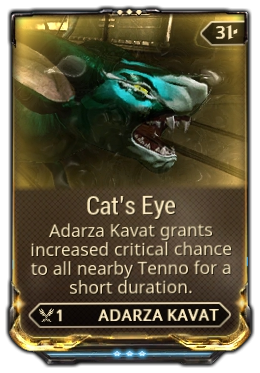 31
Cat's Eye
Adarza Kavat grants
increased critical chance
to all nearby Tenno for a
short duration.
1 ADARZA KAVAT